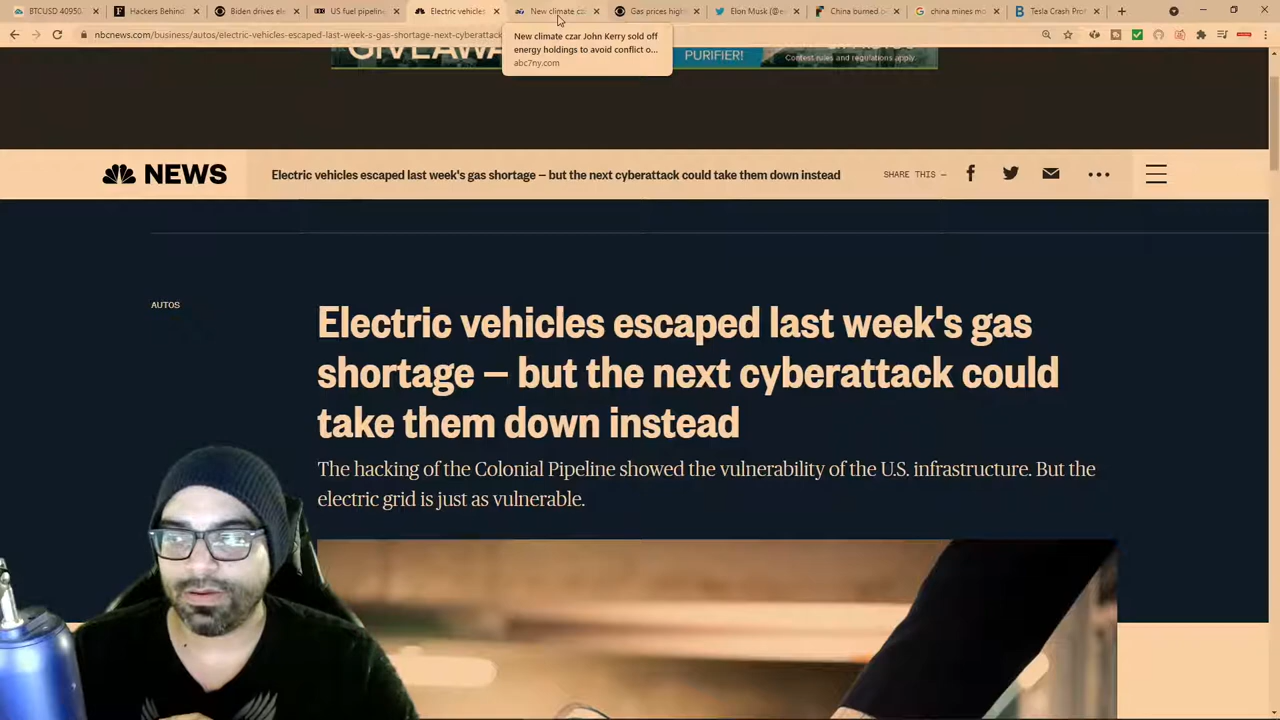 BTCUSD 40950.
Hackers Behind
Biden drives ele
US fuel pipeline
Electric vehicles
New climate cz
Gas prices high
Elon Musk (@e
China burned p
china mines mo
Tesla Crash Pro
nbcnews.com/business/autos/electric-vehicles-escaped-last-week-s-gas-shortage-next-cyberattack
New climate czar John Kerry sold off
energy holdings to avoid conflict o...
abc7ny.com
GIVEAWA
PURIFIER!
Contest rules and regulations apply.
NEWS
Electric vehicles escaped last week's gas shortage — but the next cyberattack could take them down instead
SHARE THIS —
AUTOS
Electric vehicles escaped last week's gas
shortage — but the next cyberattack could
take them down instead
The hacking of the Colonial Pipeline showed the vulnerability of the U.S. infrastructure. But the
electric grid is just as vulnerable.